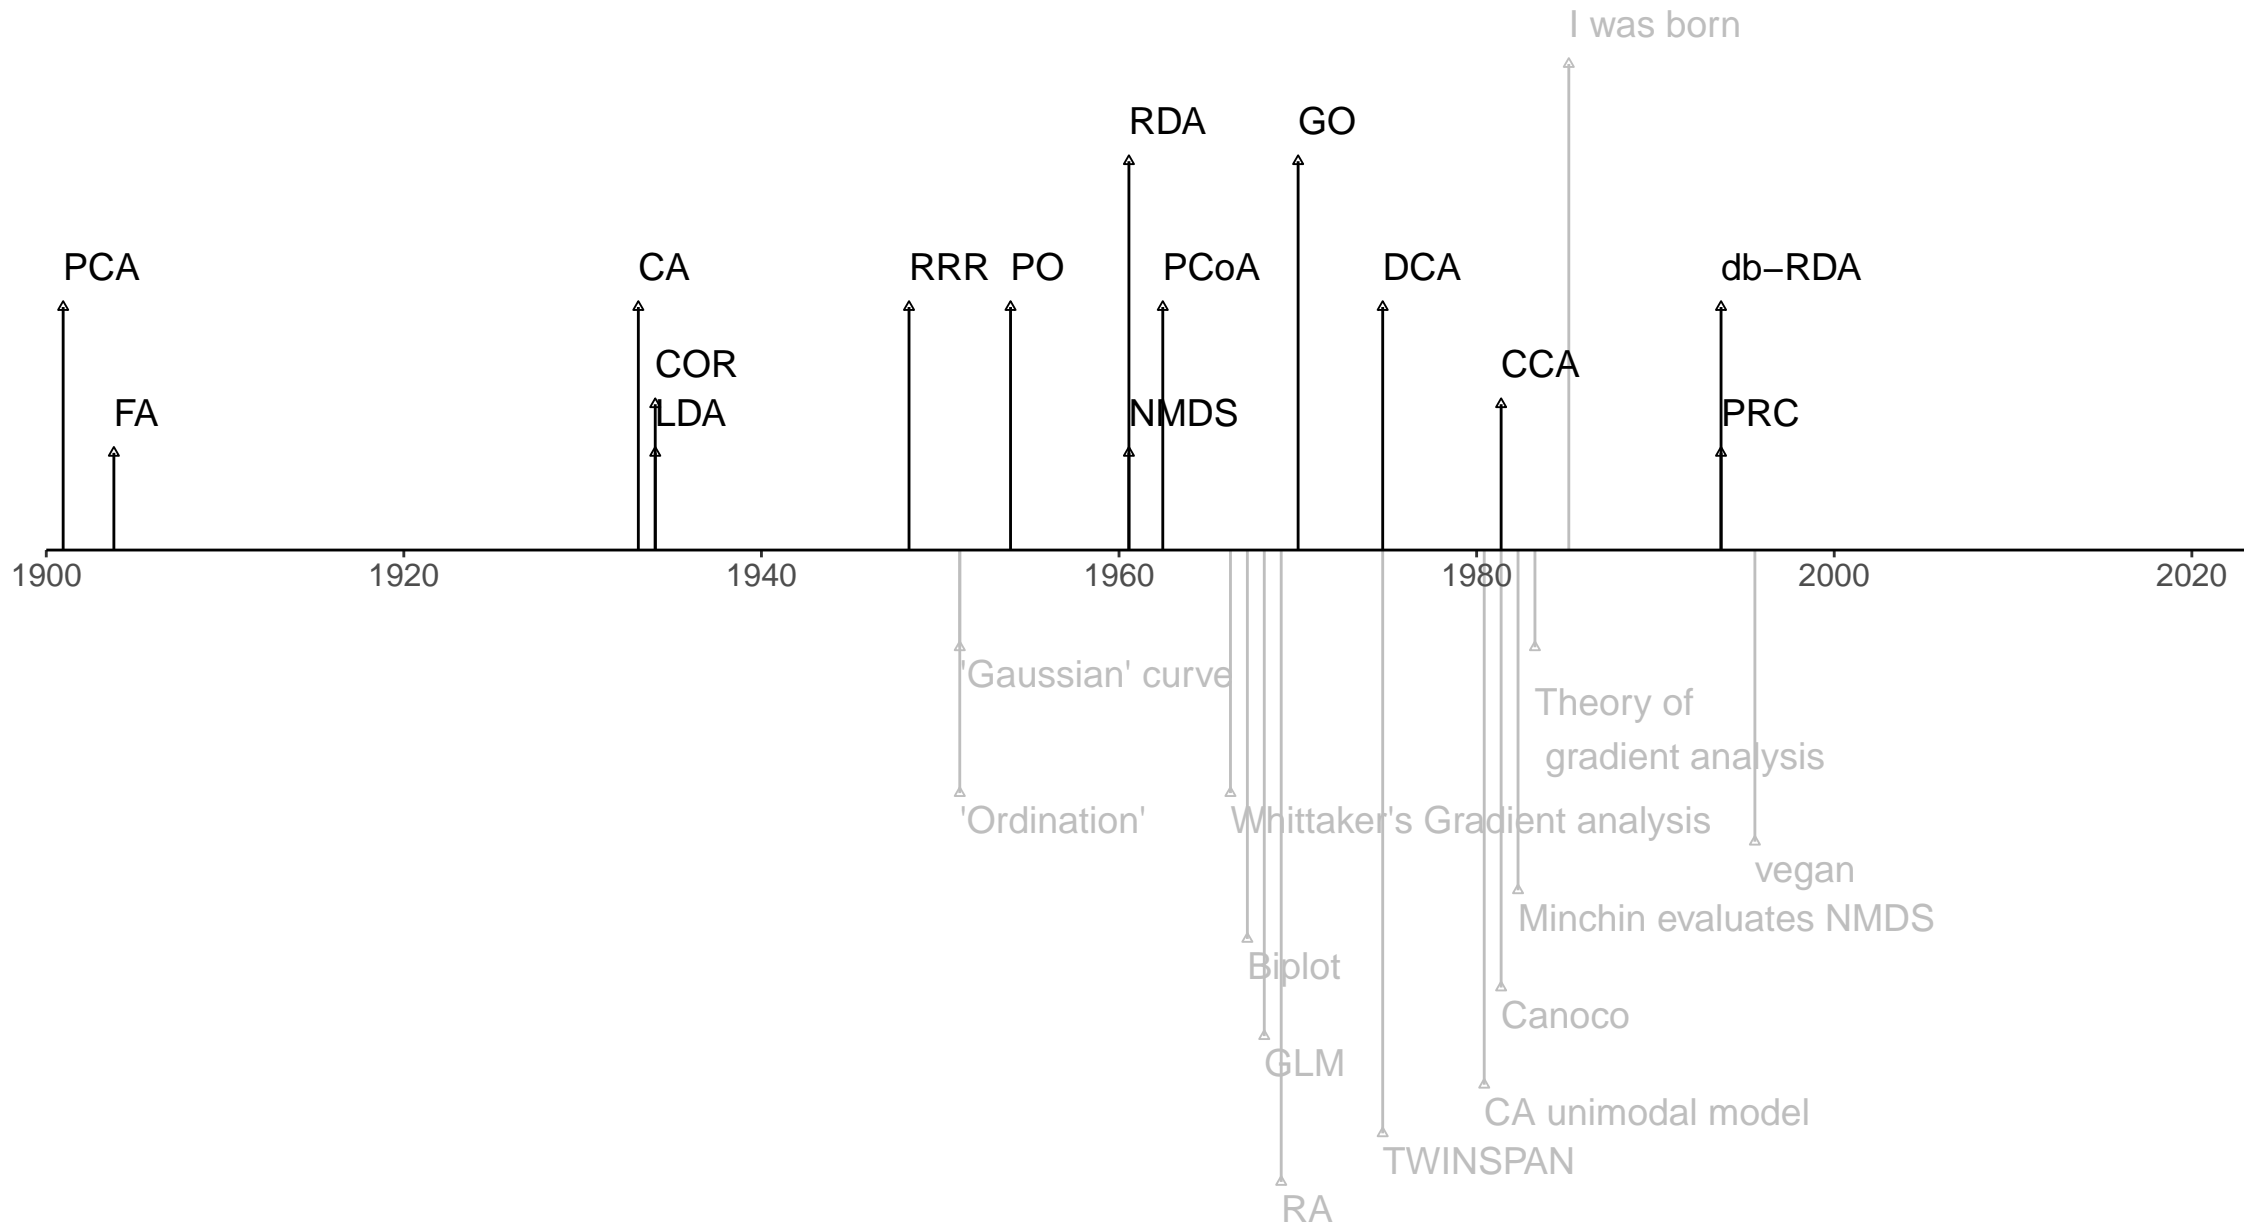 I was born
RDA
GO
PCA
CA
RRR
PO
PCoA
DCA
db−RDA
COR
CCA
FA
LDA
NMDS
PRC
1900
1920
1940
1960
1980
2000
2020
'Gaussian' curve
Theory of
gradient analysis
'Ordination'
Whittaker's Gradient analysis
vegan
Minchin evaluates NMDS
Biplot
Canoco
GLM
CA unimodal model
TWINSPAN
RA